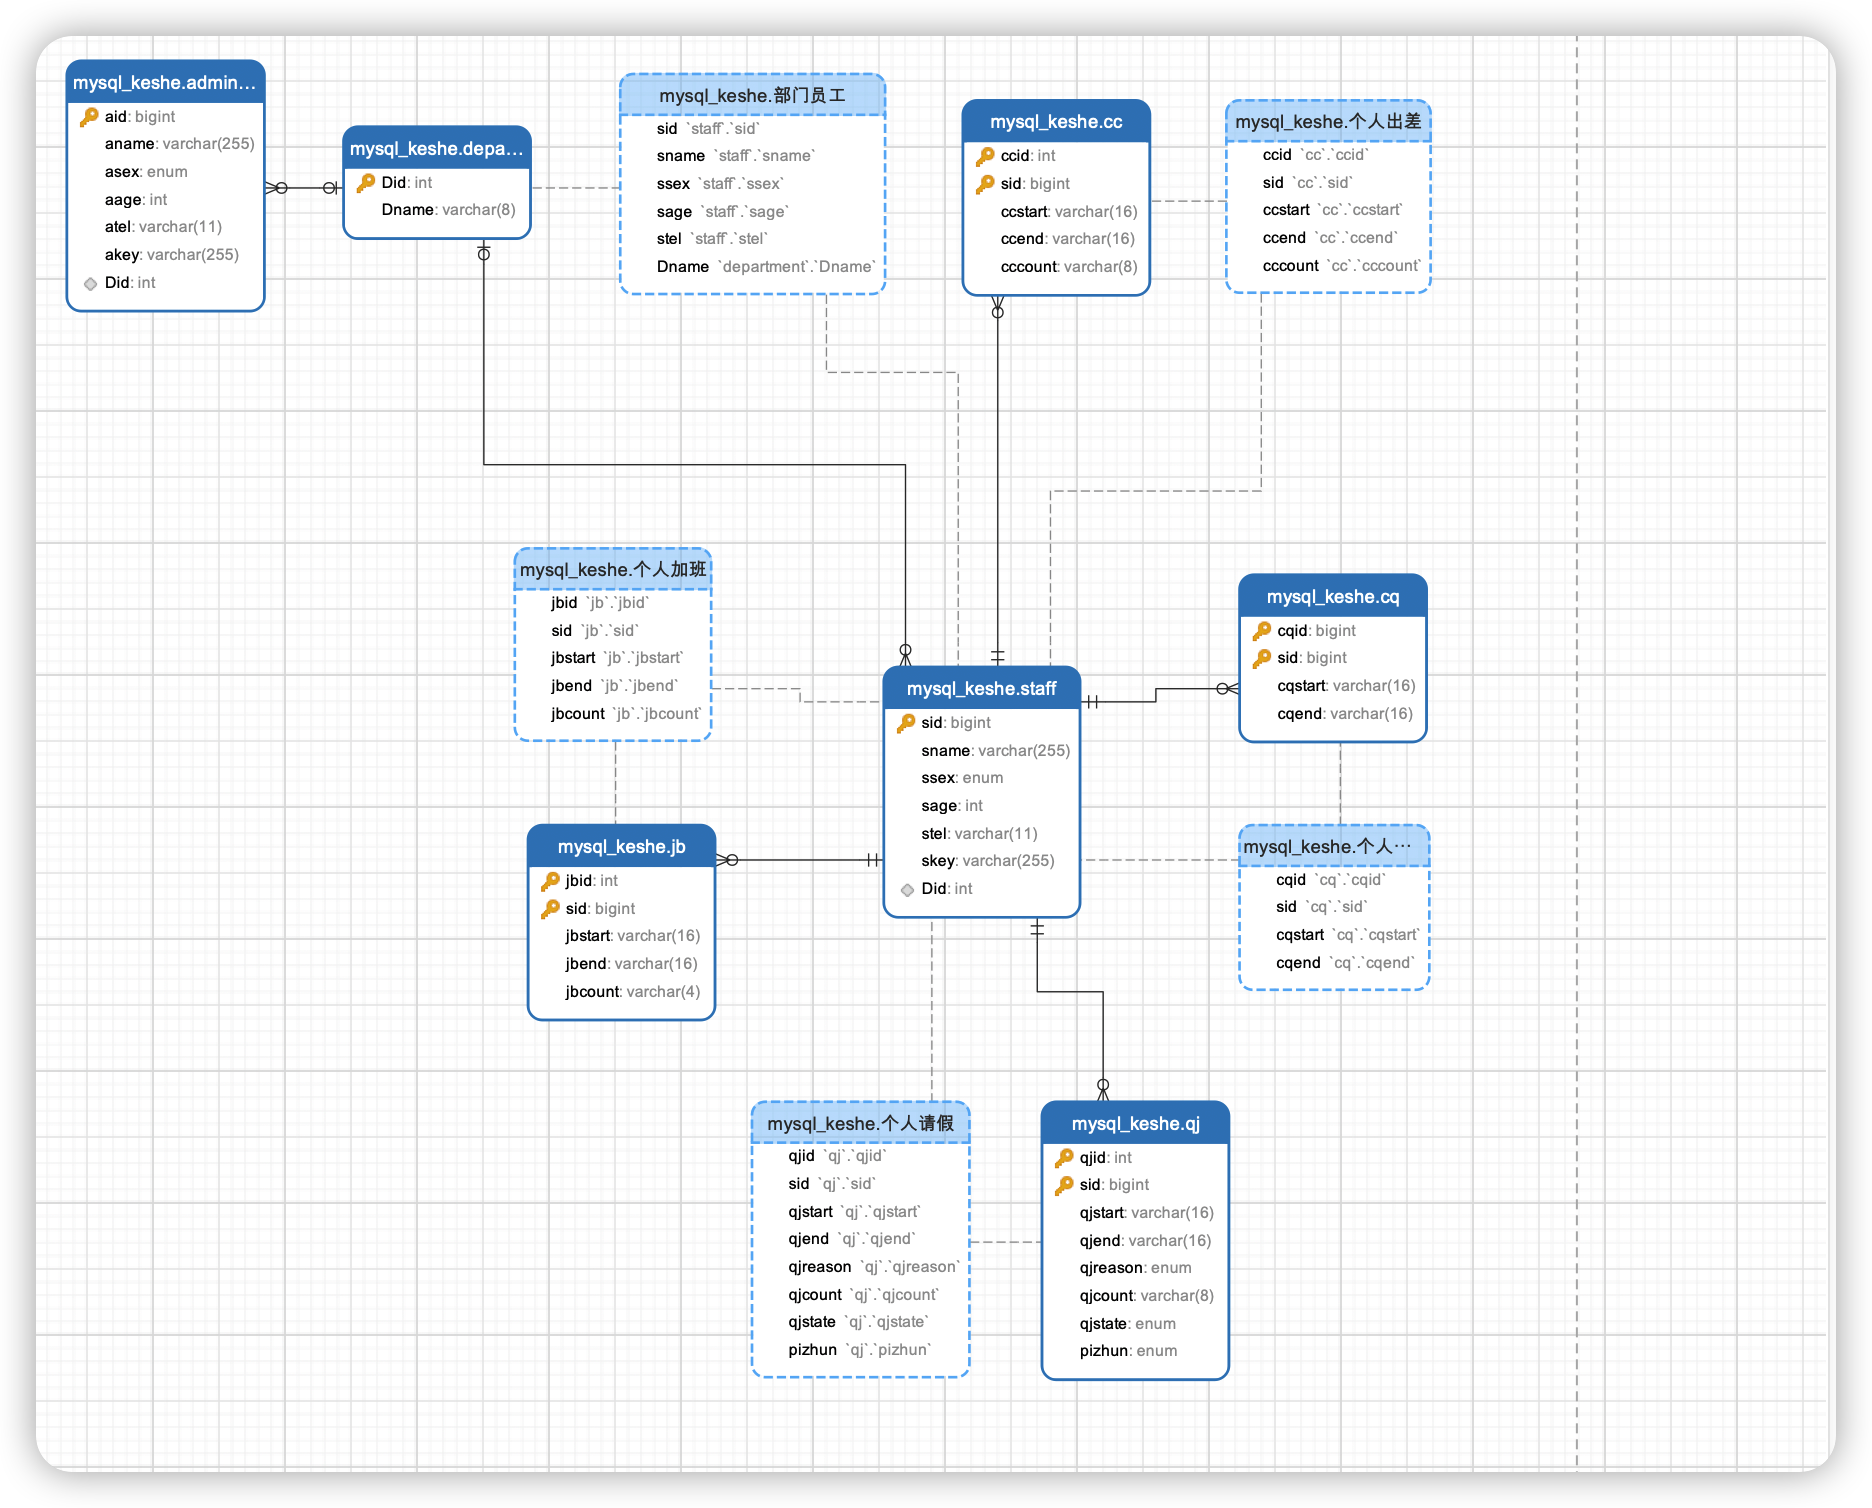 mysql_keshe.admin...
aid: bigint
aname: varchar(255)
asex: enum
aage: int
atel: varchar(11)
akey: varchar(255)
Did: int
mysql_keshe.depa...
Did: int
Dname: varchar(8)
mysql_keshe.部门员工
sid `staff`.`sid`
sname `staff`.`sname`
ssex `staff`.`ssex`
sage `staff`.`sage`
stel `staff`.`stel`
Dname `department`.`Dname`
mysql_keshe.cc
ccid: int
sid: bigint
ccstart: varchar(16)
ccend: varchar(16)
cccount: varchar(8)
mysql_keshe.个人出差
ccid `cc`.`ccid`
sid `cc`.`sid`
ccstart `cc`.`ccstart`
ccend `cc`.`ccend`
cccount `cc`.`cccount`
mysql_keshe.个人加班
jbid `jb`.`jbid`
sid `jb`.`sid`
jbstart `jb`.`jbstart`
jbend `jb`.`jbend`
jbcount `jb`.`jbcount`
mysql_keshe.cq
cqid: bigint
sid: bigint
cqstart: varchar(16)
cqend: varchar(16)
mysql_keshe.staff
sid: bigint
sname: varchar(255)
ssex: enum
sage: int
stel: varchar(11)
skey: varchar(255)
Did: int
mysql_keshe.jb
jbid: int
sid: bigint
jbstart: varchar(16)
jbend: varchar(16)
jbcount: varchar(4)
mysql_keshe.个人...
cqid `cq`.`cqid`
sid `cq`.`sid`
cqstart `cq`.`cqstart`
cqend `cq`.`cqend`
mysql_keshe.个人请假
qjid `qj`.`qjid`
sid `qj`.`sid`
qjstart `qj`.`qjstart`
qjend `qj`.`qjend`
qjreason `qj`.`qjreason`
qjcount `qj`.`qjcount`
qjstate `qj`.`qjstate`
pizhun `qj`.`pizhun`
mysql_keshe.qj
qjid: int
sid: bigint
qjstart: varchar(16)
qjend: varchar(16)
qjreason: enum
qjcount: varchar(8)
qjstate: enum
pizhun: enum